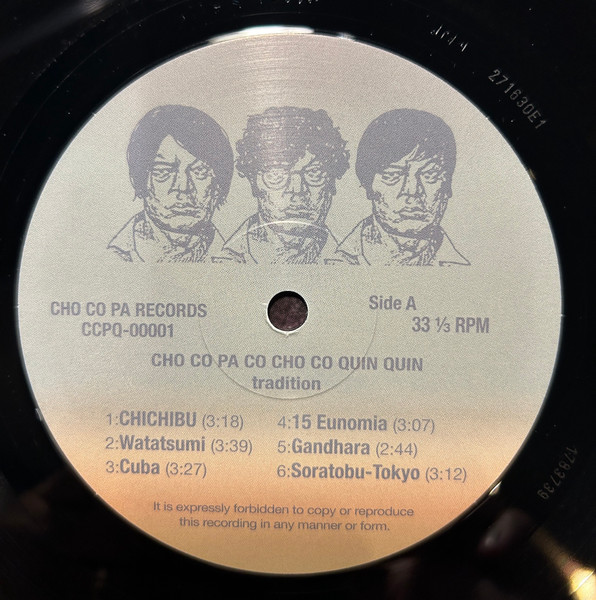 271630E1
CHO CO PA RECORDS
CCPQ-00001
Side A
33 ⅓ RPM
CHO CO PA CO CHO CO QUIN QUIN
tradition
1:CHICHIBU (3:18)
2:Watatsumi (3:39)
3:Cuba (3:27)
4:15 Eunomia (3:07)
5:Gandhara (2:44)
6:Soratobu-Tokyo (3:12)
1783739
It is expressly forbidden to copy or reproduce
this recording in any manner or form.